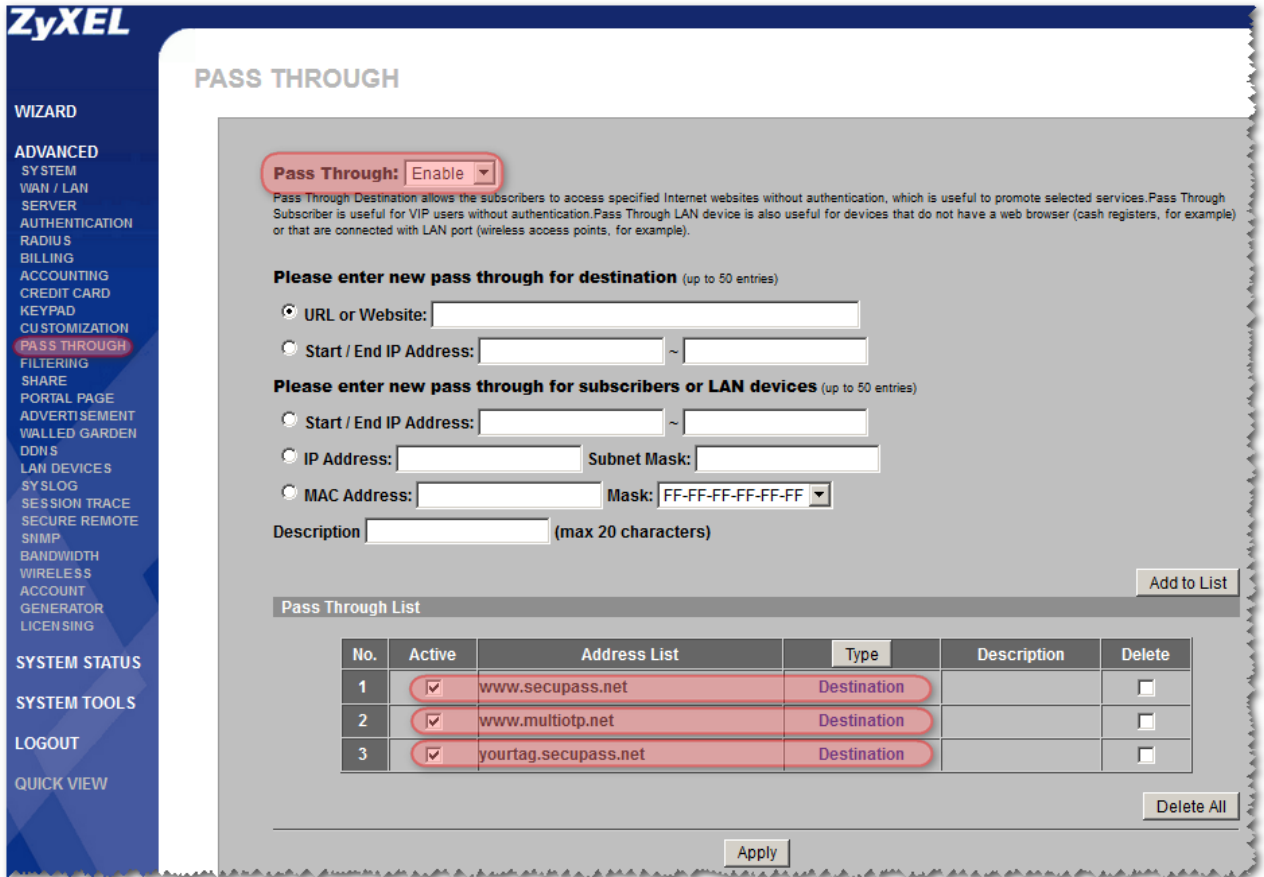 ZyXEL
PASS THROUGH
WIZARD
ADVANCED
SYSTEM
WAN / LAN
SERVER
AUTHENTICATION
RADIUS
BILLING
ACCOUNTING
CREDIT CARD
KEYPAD
CUSTOMIZATION
PASS THROUGH
FILTERING
SHARE
PORTAL PAGE
ADVERTISEMENT
WALLED GARDEN
DDNS
LAN DEVICES
SYSLOG
SESSION TRACE
SECURE REMOTE
SNMP
BANDWIDTH
WIRELESS
ACCOUNT
GENERATOR
LICENSING
SYSTEM STATUS
SYSTEM TOOLS
LOGOUT
QUICK VIEW
Pass Through: Enable
Pass Through Destination allows the subscribers to access specified Internet websites without authentication, which is useful to promote selected services.Pass Through
Subscriber is useful for VIP users without authentication.Pass Through LAN device is also useful for devices that do not have a web browser (cash registers, for example)
or that are connected with LAN port (wireless access points, for example).
Please enter new pass through for destination (up to 50 entries)
URL or Website:
Start / End IP Address: ~
Please enter new pass through for subscribers or LAN devices (up to 50 entries)
Start / End IP Address: ~
IP Address: Subnet Mask:
MAC Address: Mask: FF-FF-FF-FF-FF-FF
Description (max 20 characters)
Add to List
Pass Through List
No. Active Address List Type Description Delete
1 www.secupass.net Destination
2 www.multiotp.net Destination
3 yourtag.secupass.net Destination
Delete All
Apply